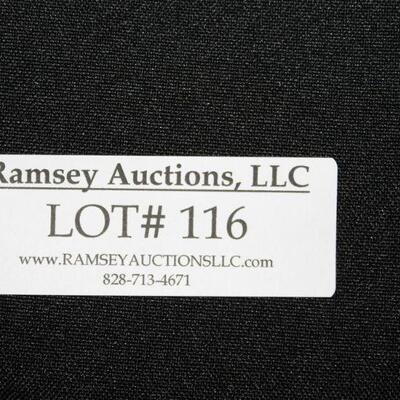 Ramsey Auctions, LLC
LOT# 116
www.RAMSEYAUCTIONSLLC.com
828-713-4671